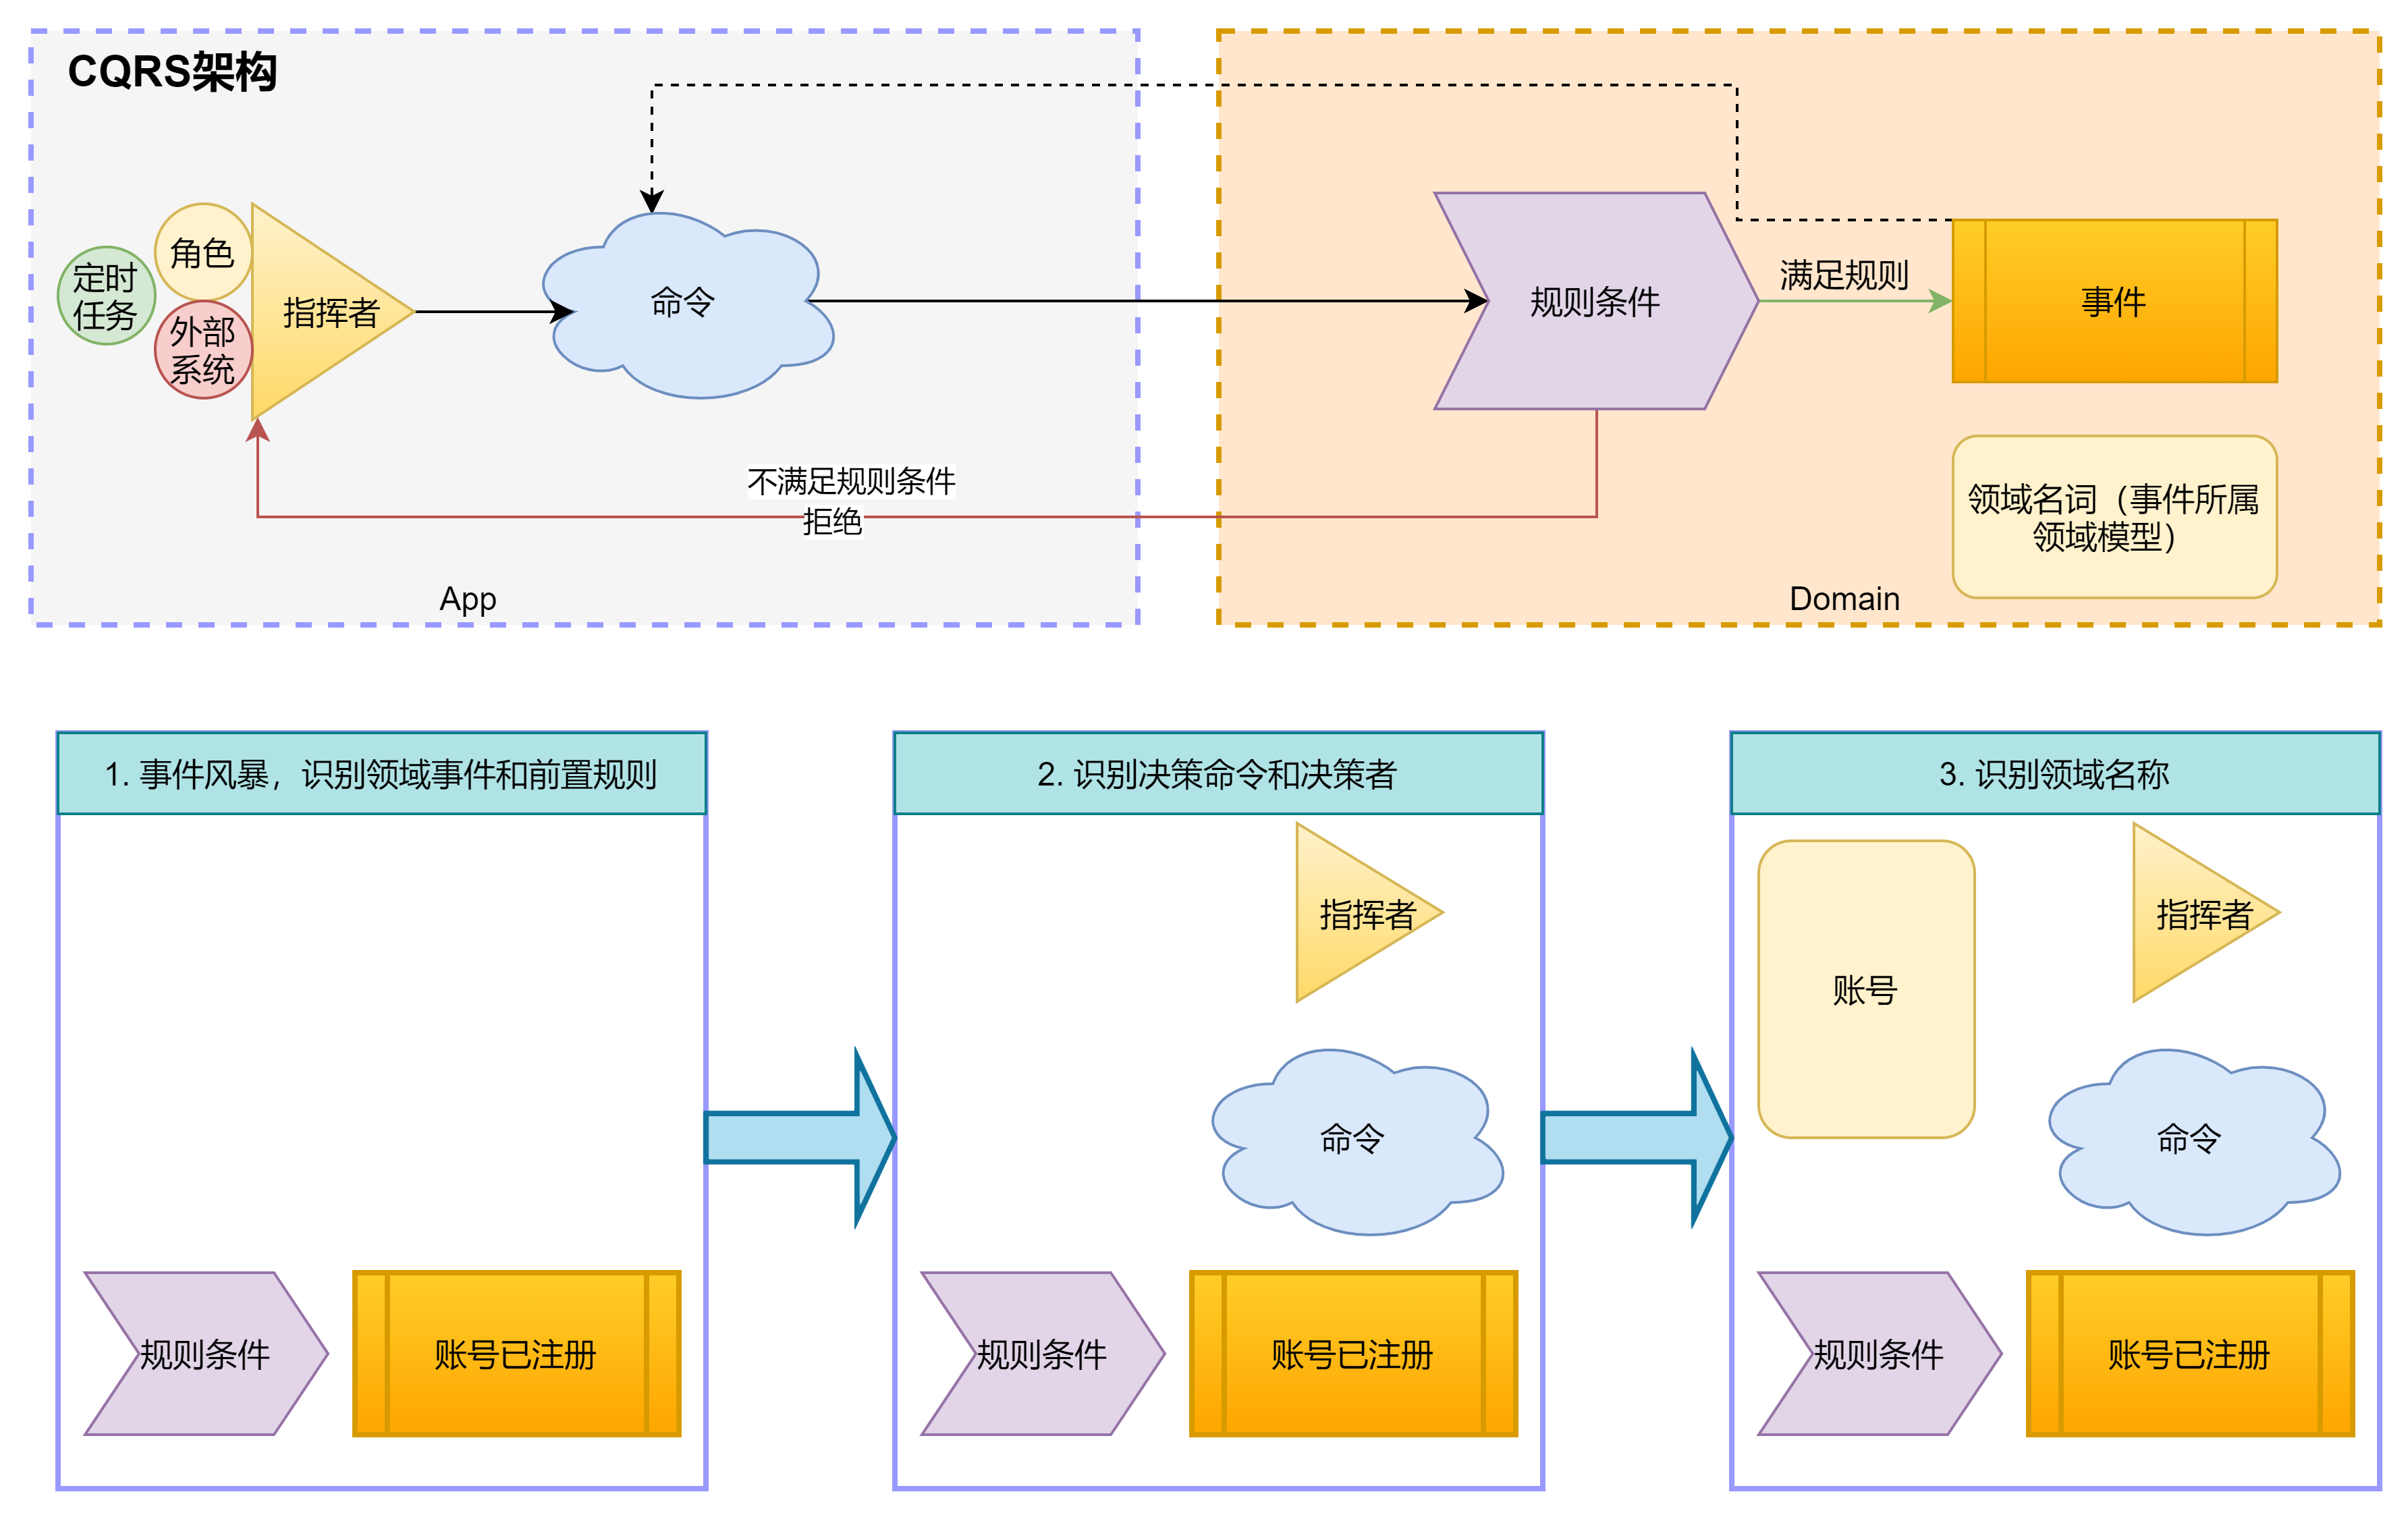 CQRS架构
定时
任务
角色
外部
系统
指挥者
命令
规则条件
满足规则
事件
不满足规则条件
拒绝
领域名词（事件所属
领域模型）
App
Domain
1. 事件风暴，识别领域事件和前置规则
规则条件
账号已注册
2. 识别决策命令和决策者
指挥者
命令
规则条件
账号已注册
3. 识别领域名称
账号
指挥者
命令
规则条件
账号已注册